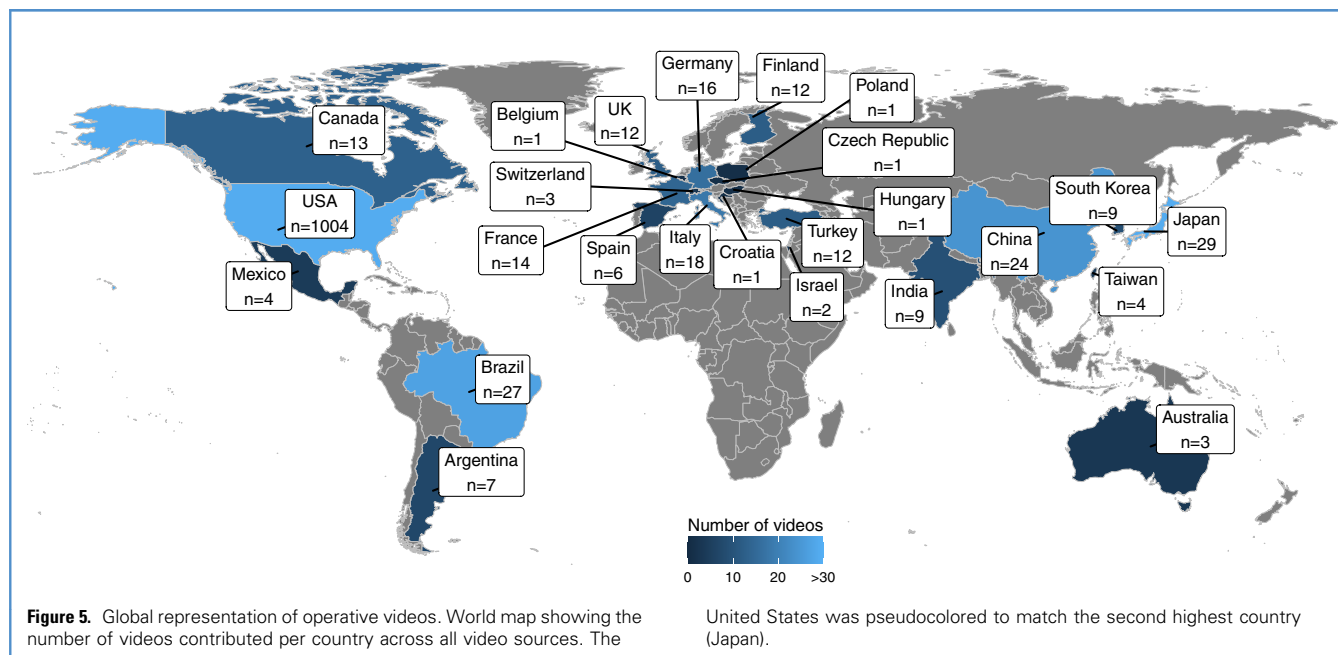 Germany
n=16
Finland
n=12
Poland
n=1
Belgium
n=1
UK
n=12
Canada
n=13
Czech Republic
n=1
Switzerland
n=3
Hungary
n=1
South Korea
n=9
USA
n=1004
Japan
n=29
France
n=14
Spain
n=6
Italy
n=18
Croatia
n=1
Turkey
n=12
China
n=24
Mexico
n=4
Israel
n=2
India
n=9
Taiwan
n=4
Brazil
n=27
Australia
n=3
Argentina
n=7
Number of videos
0 10 20 >30
Figure 5. Global representation of operative videos. World map showing the
number of videos contributed per country across all video sources. The
United States was pseudocolored to match the second highest country
(Japan).